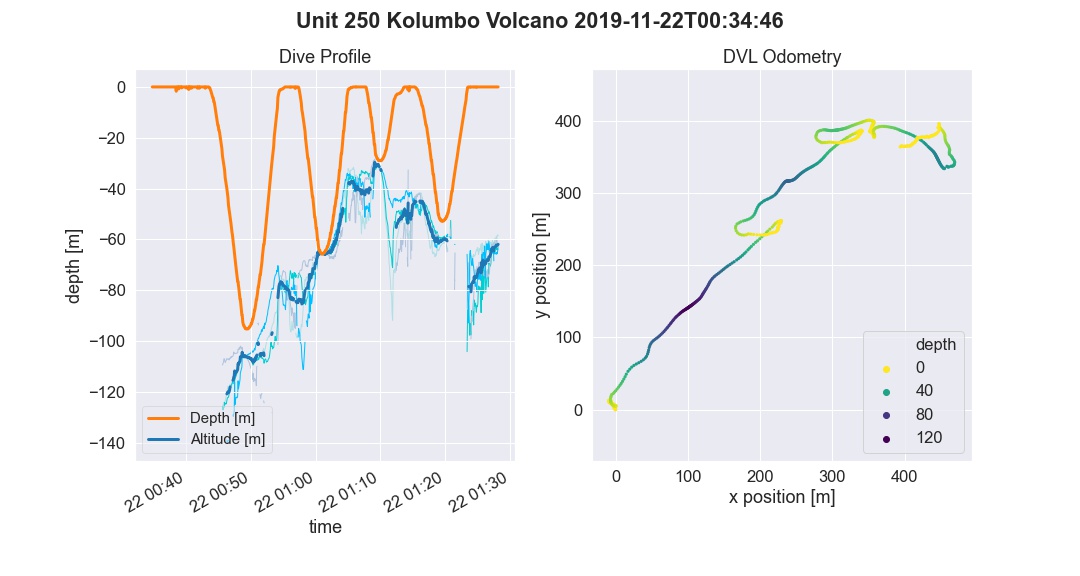 Unit 250 Kolumbo Volcano 2019-11-22T00:34:46
Dive Profile
depth [m]
0
−20
−40
−60
−80
−100
−120
−140
Depth [m]
Altitude [m]
22 00:40
22 00:50
22 01:00
22 01:10
22 01:20
22 01:30
time
DVL Odometry
y position [m]
400
300
200
100
0
depth
0
40
80
120
0
100
200
300
400
x position [m]